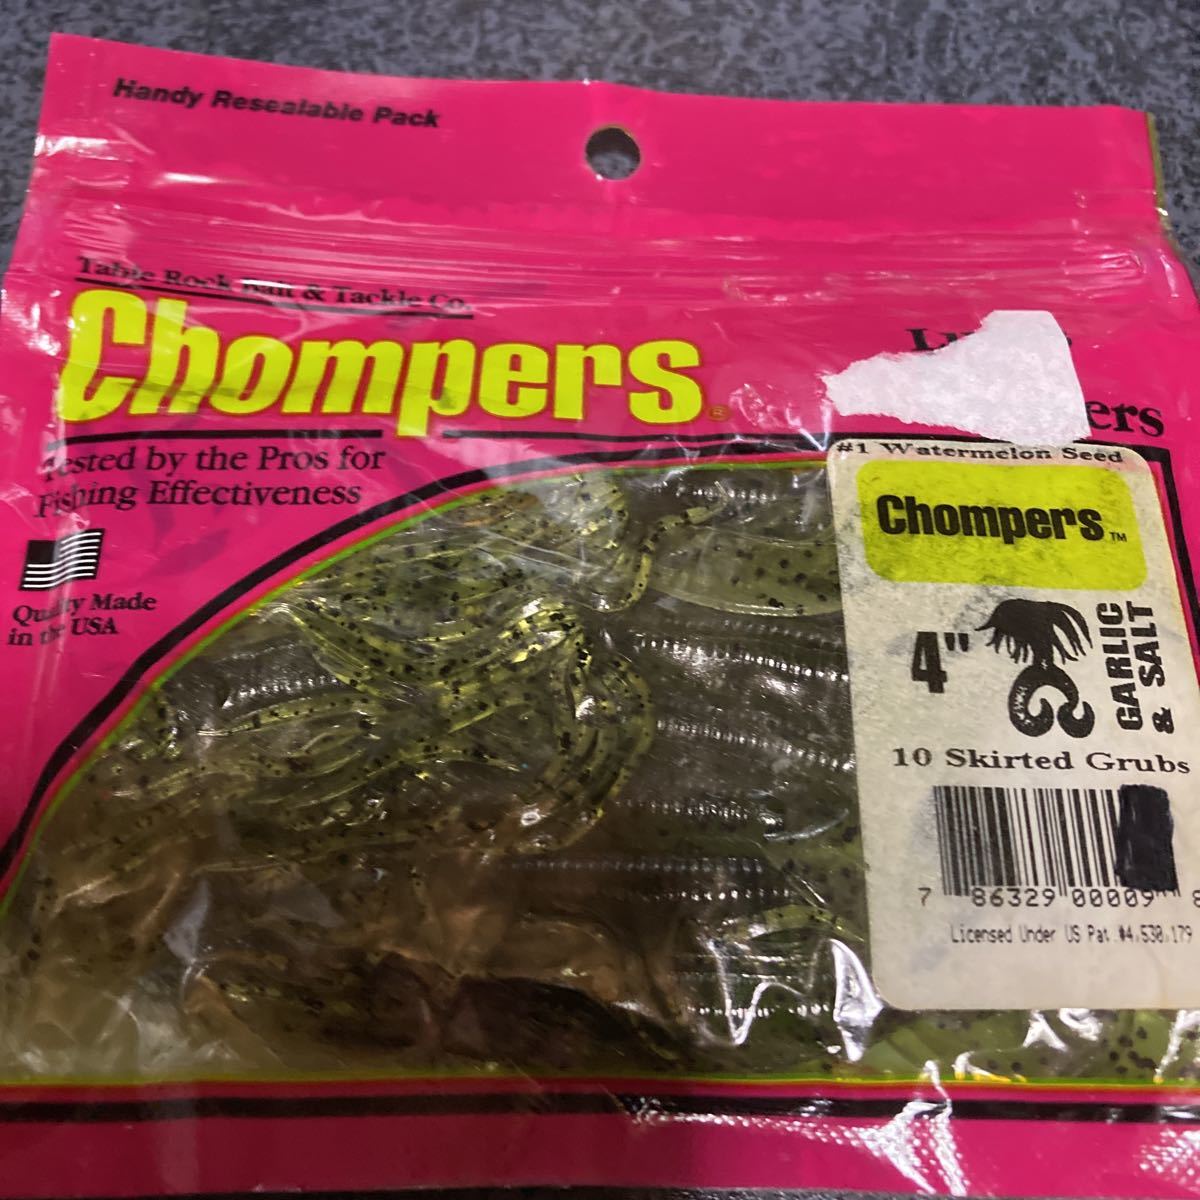 Handy Resealable Pack
Table Rock Bait & Tackle Co.
Chompers®
Tested by the Pros for
Fishing Effectiveness
Quality Made
in the USA
#1 Watermelon Seed
Chompers™
4"
GARLIC
& SALT
10 Skirted Grubs
7 86329 00009 8
Licensed Under US Pat #4,530,179